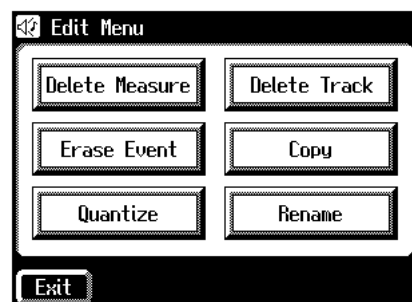 Edit Menu
Delete Measure
Delete Track
Erase Event
Copy
Quantize
Rename
Exit